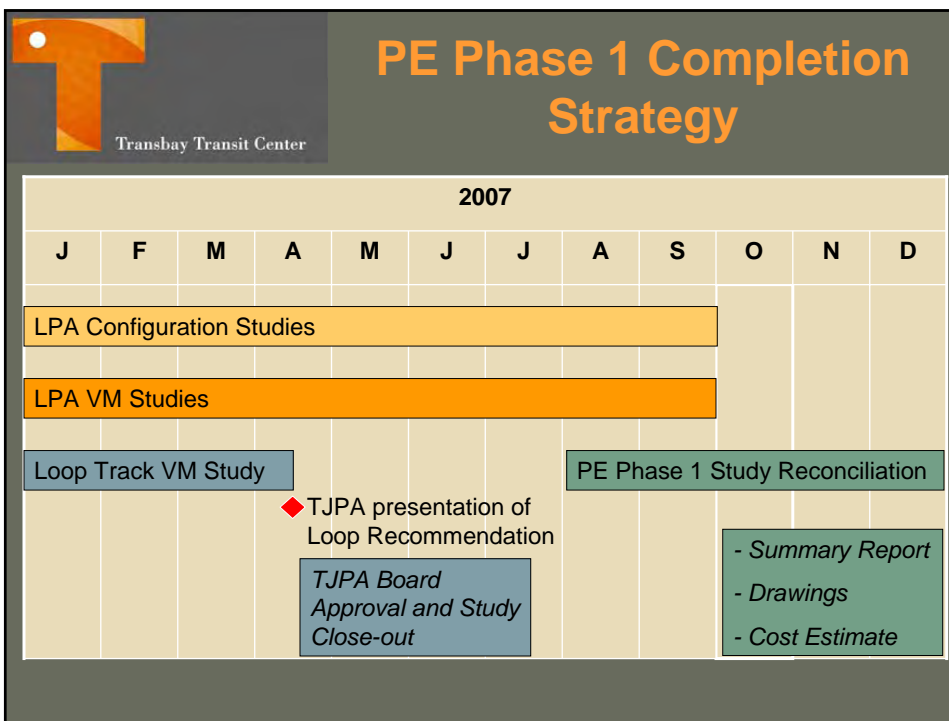 Transbay Transit Center
PE Phase 1 Completion
Strategy
2007
J F M A M J J A S O N D
LPA Configuration Studies
LPA VM Studies
Loop Track VM Study
PE Phase 1 Study Reconciliation
TJPA presentation of
Loop Recommendation
TJPA Board
Approval and Study
Close-out
- Summary Report
- Drawings
- Cost Estimate